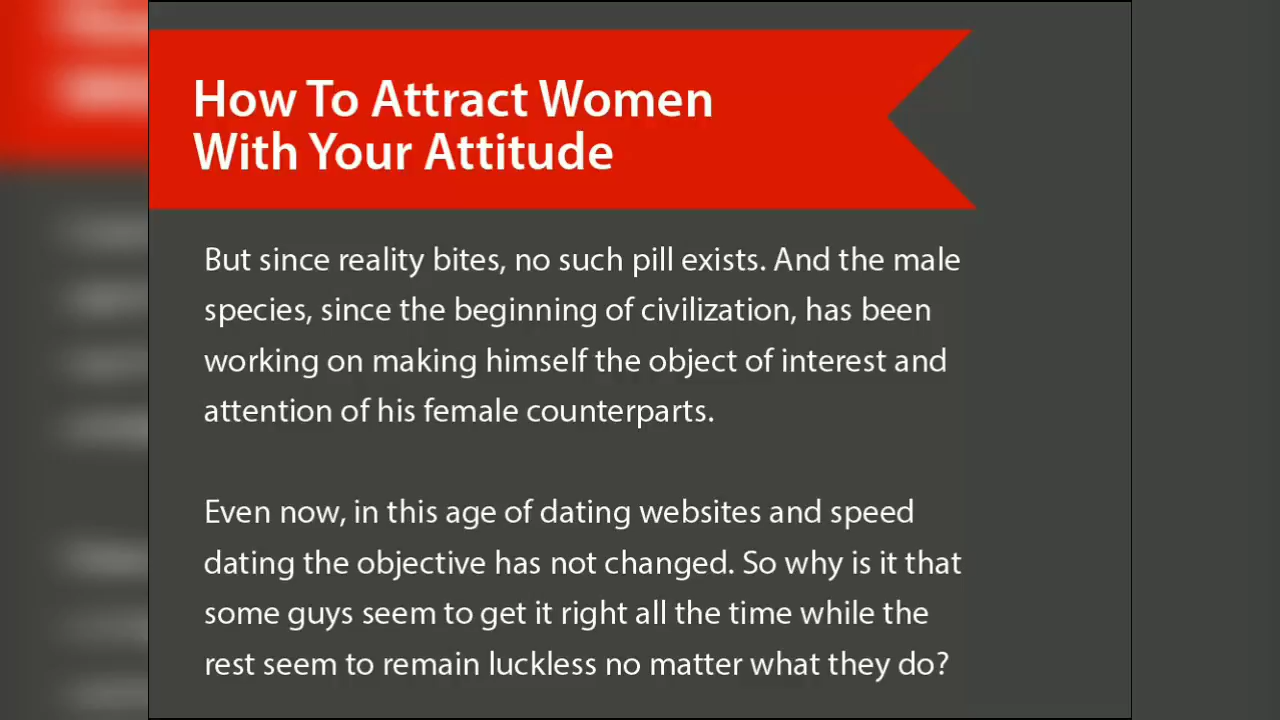 How To Attract Women
With Your Attitude
But since reality bites, no such pill exists. And the male
species, since the beginning of civilization, has been
working on making himself the object of interest and
attention of his female counterparts.
Even now, in this age of dating websites and speed
dating the objective has not changed. So why is it that
some guys seem to get it right all the time while the
rest seem to remain luckless no matter what they do?